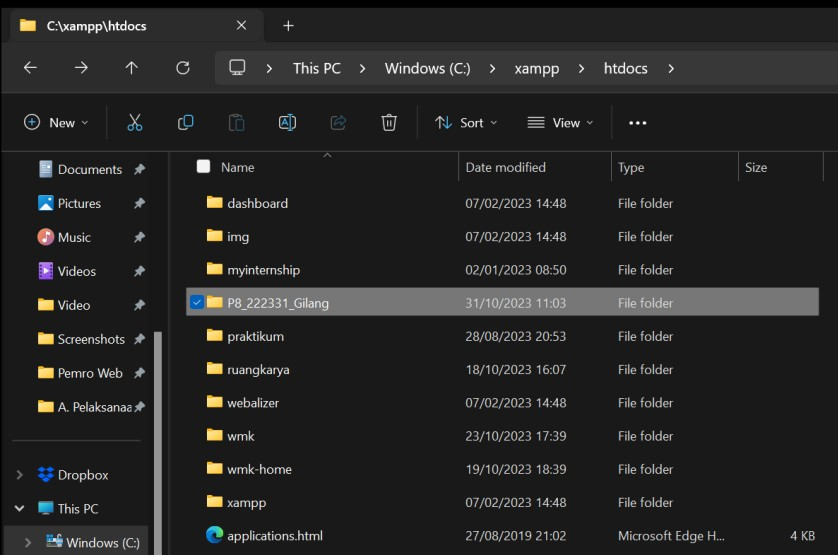 C:\xampp\htdocs
This PC > Windows (C:) > xampp > htdocs >
New Sort View
Name Date modified Type Size
Documents
Pictures
Music
Videos
Video
Screenshots
Pemro Web
A. Pelaksanaa
Dropbox
This PC
Windows (C:)
dashboard 07/02/2023 14:48 File folder
img 07/02/2023 14:48 File folder
myinternship 02/01/2023 08:50 File folder
P8_222331_Gilang 31/10/2023 11:03 File folder
praktikum 28/08/2023 20:53 File folder
ruangkarya 18/10/2023 16:07 File folder
webalizer 07/02/2023 14:48 File folder
wmk 23/10/2023 17:39 File folder
wmk-home 19/10/2023 18:39 File folder
xampp 07/02/2023 14:48 File folder
applications.html 27/08/2019 21:02 Microsoft Edge H... 4 KB